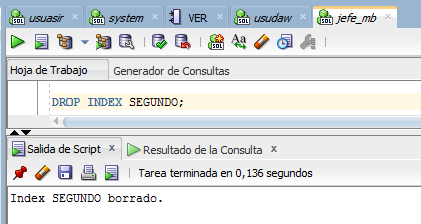 usuasir
system
VER
usudaw
jefe_mb
Hoja de Trabajo
Generador de Consultas
DROP INDEX SEGUNDO;
Salida de Script
Resultado de la Consulta
Tarea terminada en 0,136 segundos
Index SEGUNDO borrado.